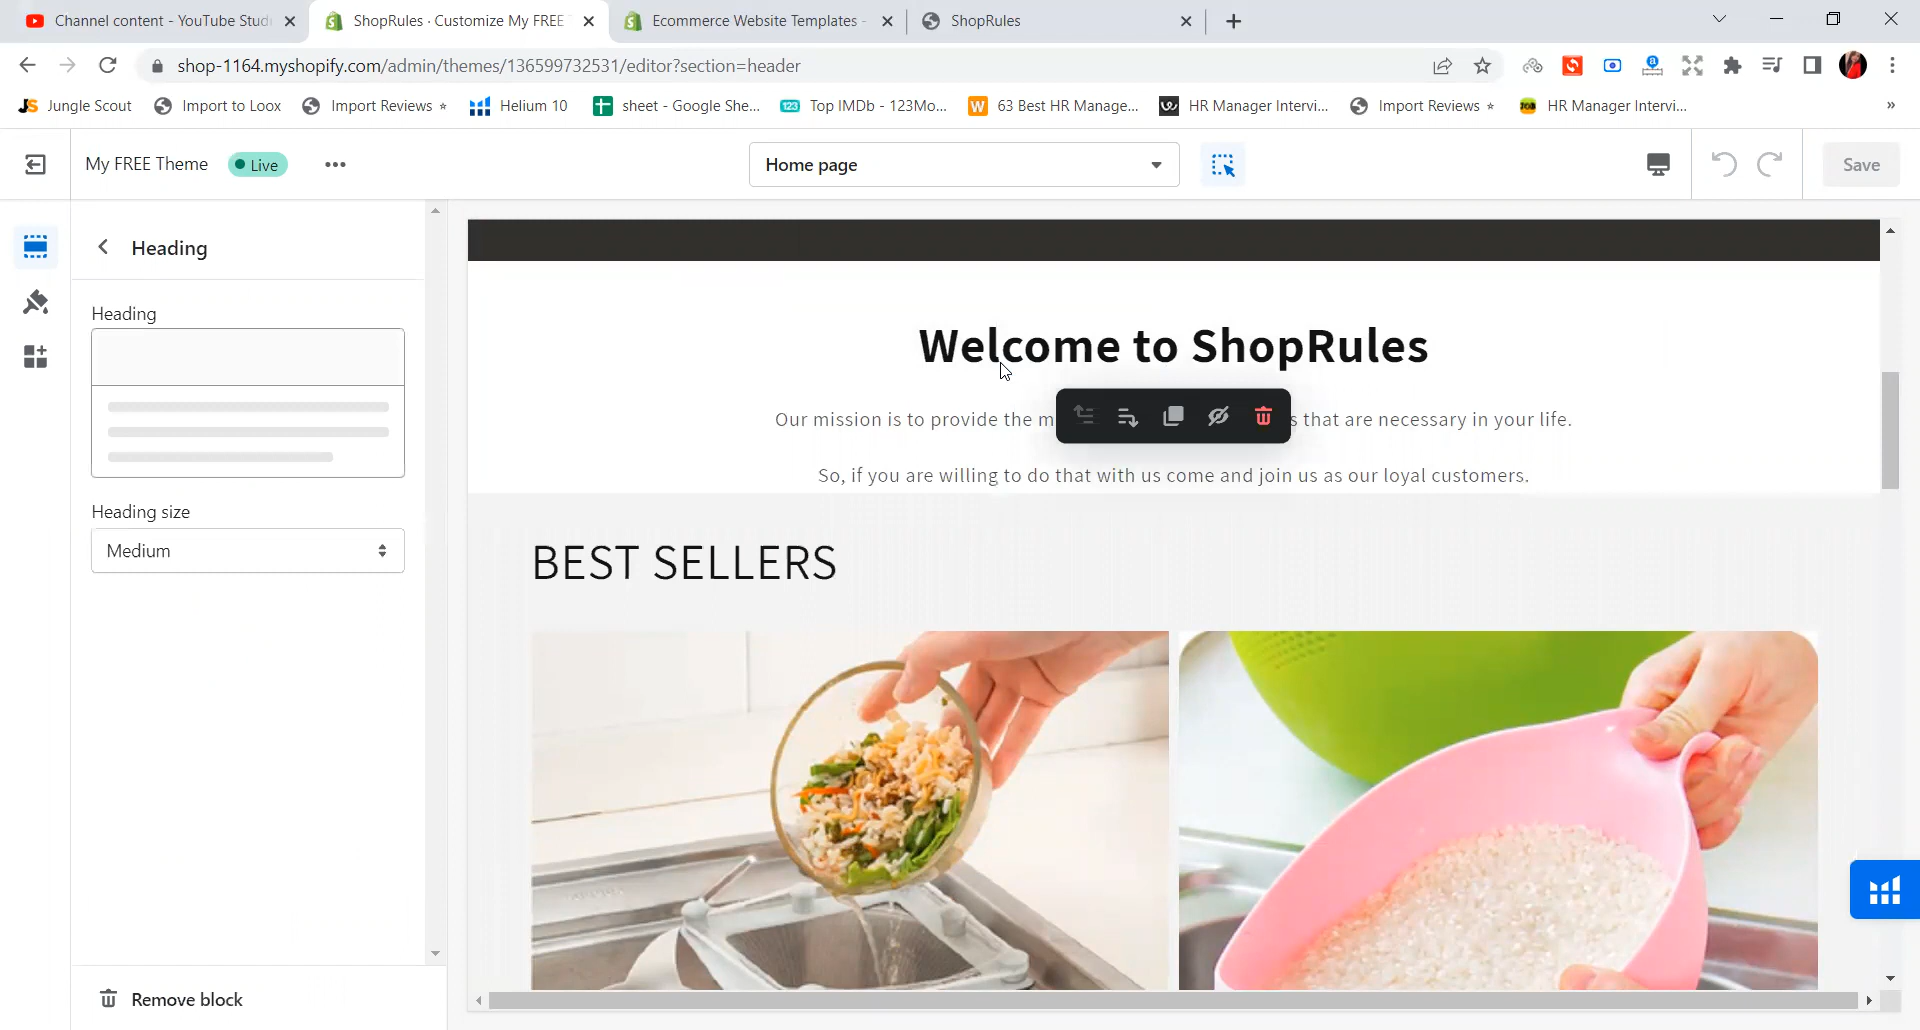 Channel content - YouTube Stud
ShopRules · Customize My FREE T
Ecommerce Website Templates -
ShopRules
shop-1164.myshopify.com/admin/themes/136599732531/editor?section=header
Jungle Scout
Import to Loox
Import Reviews ⭑
Helium 10
sheet - Google She...
Top IMDb - 123Mo...
63 Best HR Manage...
HR Manager Intervi...
Import Reviews ⭑
HR Manager Intervi...
My FREE Theme
Live
Home page
Save
Heading
Heading
Heading size
Medium
Remove block
Welcome to ShopRules
Our mission is to provide the m s that are necessary in your life.
So, if you are willing to do that with us come and join us as our loyal customers.
BEST SELLERS